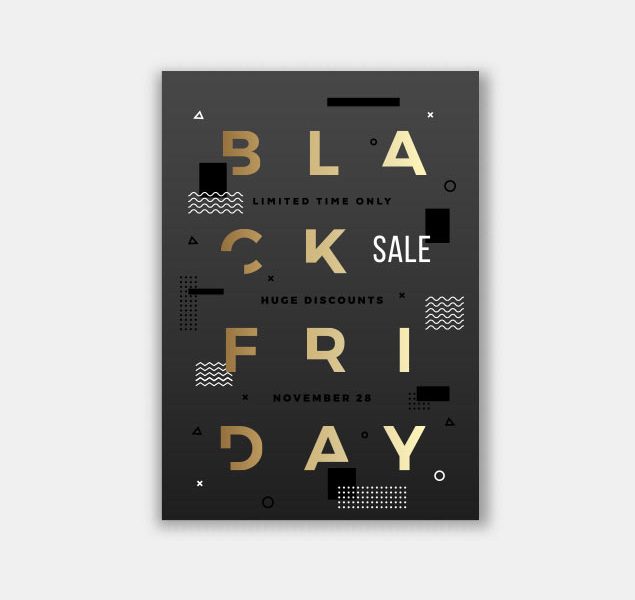 BLA
LIMITED TIME ONLY
CK SALE
HUGE DISCOUNTS
FRI
NOVEMBER 28
DAY